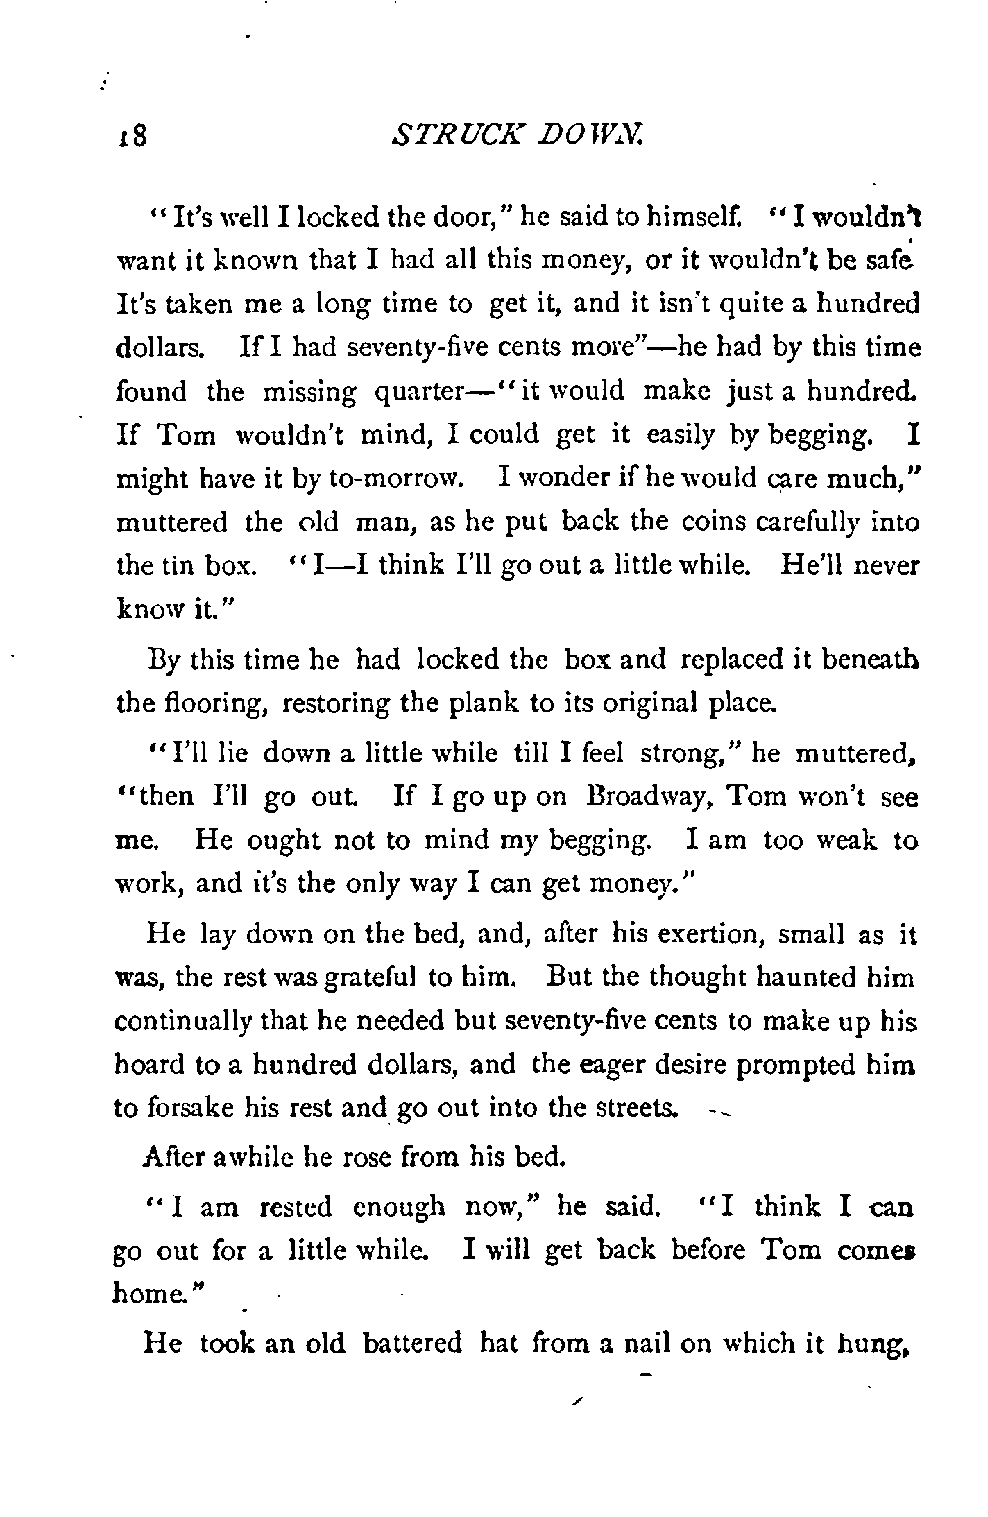 18 STRUCK DOWN.
"It's well I locked the door," he said to himself. "I wouldn't
want it known that I had all this money, or it wouldn't be safe.
It's taken me a long time to get it, and it isn't quite a hundred
dollars. If I had seventy-five cents more"—he had by this time
found the missing quarter—"it would make just a hundred.
If Tom wouldn't mind, I could get it easily by begging. I
might have it by to-morrow. I wonder if he would care much,"
muttered the old man, as he put back the coins carefully into
the tin box. "I—I think I'll go out a little while. He'll never
know it."
By this time he had locked the box and replaced it beneath
the flooring, restoring the plank to its original place.
"I'll lie down a little while till I feel strong," he muttered,
"then I'll go out. If I go up on Broadway, Tom won't see
me. He ought not to mind my begging. I am too weak to
work, and it's the only way I can get money."
He lay down on the bed, and, after his exertion, small as it
was, the rest was grateful to him. But the thought haunted him
continually that he needed but seventy-five cents to make up his
hoard to a hundred dollars, and the eager desire prompted him
to forsake his rest and go out into the streets.
After awhile he rose from his bed.
"I am rested enough now," he said. "I think I can
go out for a little while. I will get back before Tom comes
home."
He took an old battered hat from a nail on which it hung,